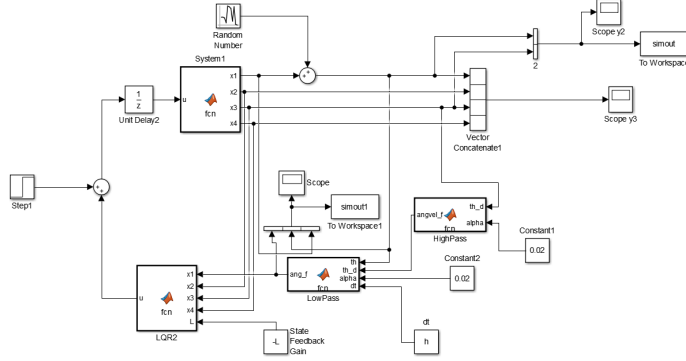 Scope y2
Random
Number
simout
To Workspace
2
System1
u
fcn
x1
x2
x3
x4
1
z
Unit Delay2
Scope y3
Vector
Concatenate1
Step1
Scope
simout1
To Workspace1
angvel_f
fcn
th_d
alpha
HighPass
Constant1
0.02
Constant2
0.02
ang_f
fcn
th
th_d
alpha
dt
LowPass
u
fcn
x1
x2
x3
x4
L
LQR2
-L
State
Feedback
Gain
dt
h